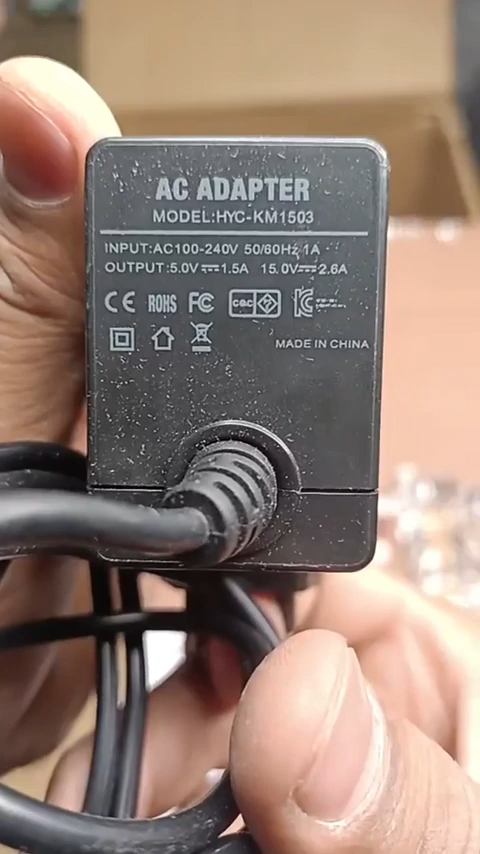 AC ADAPTER
MODEL:HYC-KM1503
INPUT:AC100-240V 50/60Hz 1A
OUTPUT:5.0V⎓1.5A 15.0V⎓2.6A
CE ROHS FC
MADE IN CHINA